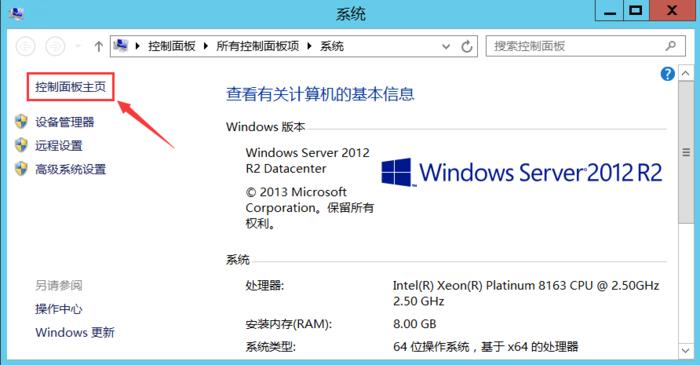 系统
控制面板 所有控制面板项 系统
搜索控制面板
控制面板主页
设备管理器
远程设置
高级系统设置
另请参阅
操作中心
Windows 更新
查看有关计算机的基本信息
Windows 版本
Windows Server 2012
R2 Datacenter
© 2013 Microsoft
Corporation。保留所有
权利。
Windows Server 2012 R2
系统
处理器: Intel(R) Xeon(R) Platinum 8163 CPU @ 2.50GHz
2.50 GHz
安装内存(RAM): 8.00 GB
系统类型: 64 位操作系统，基于 x64 的处理器